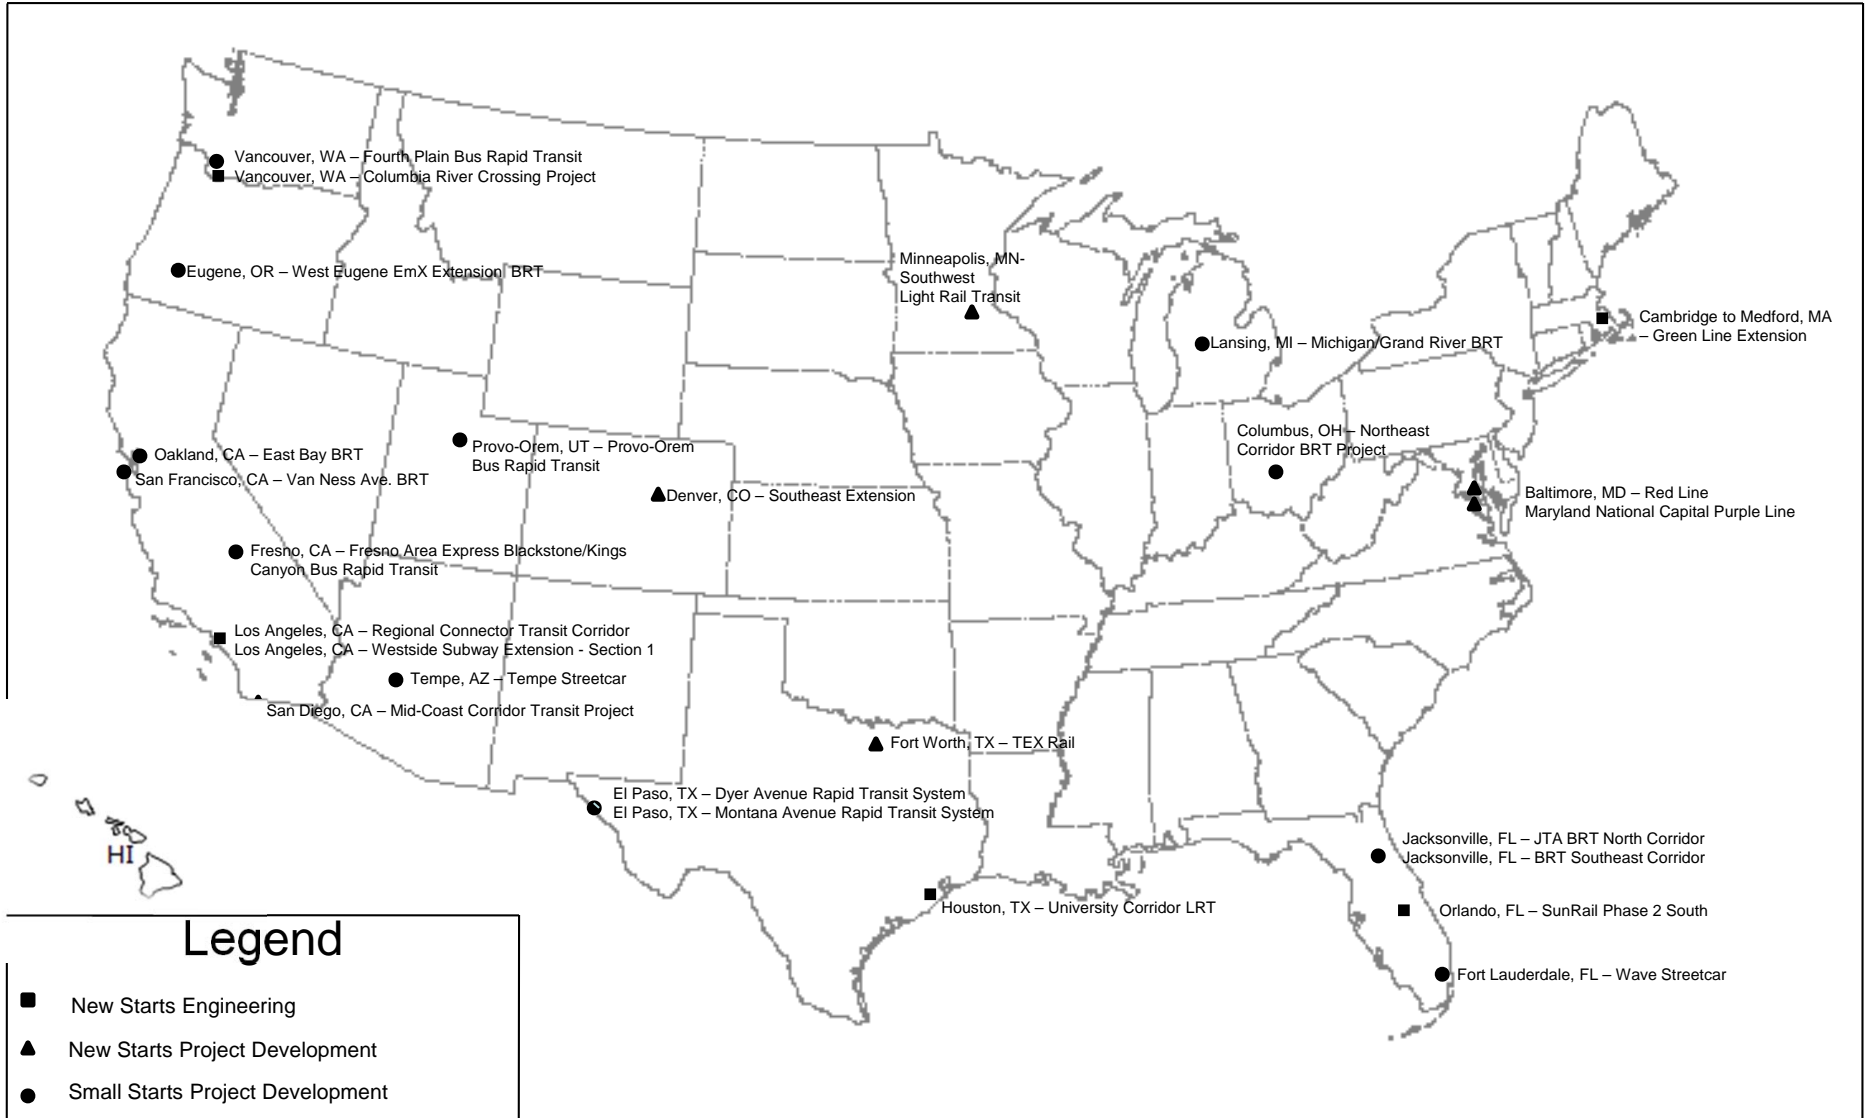 Vancouver, WA – Fourth Plain Bus Rapid Transit
Vancouver, WA – Columbia River Crossing Project
Eugene, OR – West Eugene EmX Extension BRT
Minneapolis, MN-
Southwest
Light Rail Transit
Cambridge to Medford, MA
– Green Line Extension
Lansing, MI – Michigan/Grand River BRT
Columbus, OH – Northeast
Corridor BRT Project
Oakland, CA – East Bay BRT
San Francisco, CA – Van Ness Ave. BRT
Provo-Orem, UT – Provo-Orem
Bus Rapid Transit
Denver, CO – Southeast Extension
Baltimore, MD – Red Line
Maryland National Capital Purple Line
Fresno, CA – Fresno Area Express Blackstone/Kings
Canyon Bus Rapid Transit
Los Angeles, CA – Regional Connector Transit Corridor
Los Angeles, CA – Westside Subway Extension - Section 1
Tempe, AZ – Tempe Streetcar
San Diego, CA – Mid-Coast Corridor Transit Project
Fort Worth, TX – TEX Rail
El Paso, TX – Dyer Avenue Rapid Transit System
El Paso, TX – Montana Avenue Rapid Transit System
HI
Jacksonville, FL – JTA BRT North Corridor
Jacksonville, FL – BRT Southeast Corridor
Houston, TX – University Corridor LRT
Orlando, FL – SunRail Phase 2 South
Fort Lauderdale, FL – Wave Streetcar
Legend
New Starts Engineering
New Starts Project Development
Small Starts Project Development